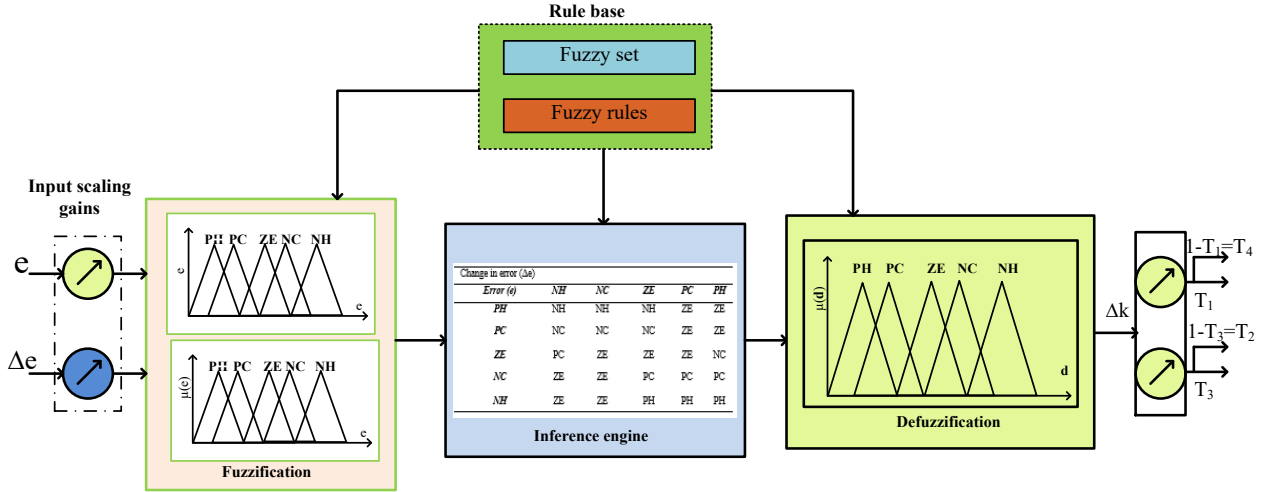 Rule base
Fuzzy set
Fuzzy rules
Input scaling
gains
e
Δe
PH PC ZE NC NH
e
e
PH PC ZE NC NH
μ(e)
e
Fuzzification
Change in error (Δe)
Error (e) NH NC ZE PC PH
PH NH NH NH ZE ZE
PC NC NC NC ZE ZE
ZE PC ZE ZE ZE NC
NC ZE ZE PC PC PC
NH ZE ZE PH PH PH
Inference engine
PH PC ZE NC NH
μ(d)
d
Defuzzification
Δk
1-T₁=T₄
T₁
1-T₃=T₂
T₃